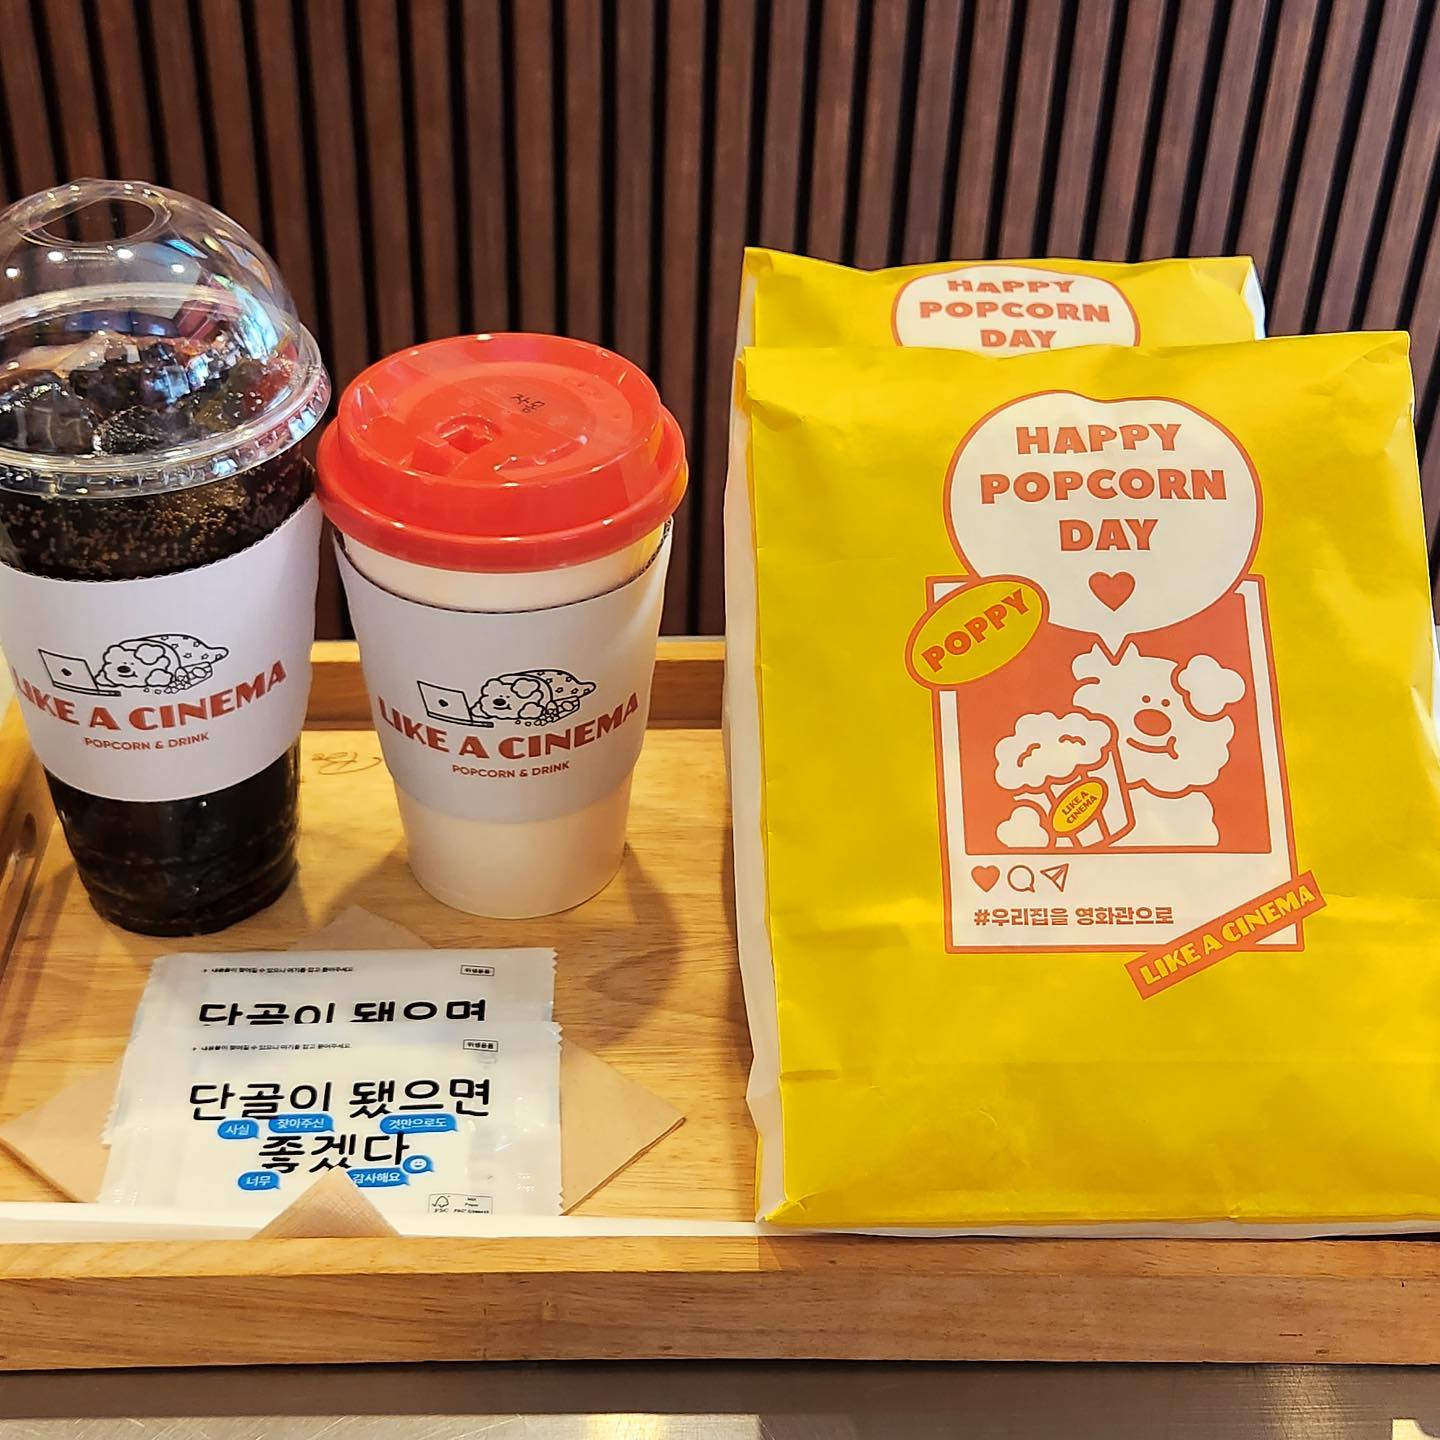 LIKE A CINEMA
POPCORN & DRINK
자몽
LIKE A CINEMA
POPCORN & DRINK
HAPPY
POPCORN
DAY
HAPPY
POPCORN
DAY
POPPY
LIKE A
CINEMA
#우리집을 영화관으로
LIKE A CINEMA
단골이 됐으면
단골이 됐으면
사실 찾아주신 것만으로도
좋겠다
너무 감사해요
FSC